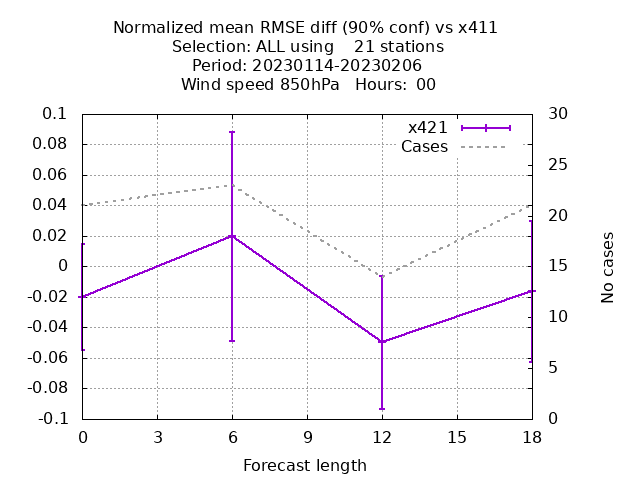 Normalized mean RMSE diff (90% conf) vs x411
Selection: ALL using    21 stations
Period: 20230114-20230206
Wind speed 850hPa   Hours:  00
x421
Cases
0.1
0.08
0.06
0.04
0.02
0
-0.02
-0.04
-0.06
-0.08
-0.1
30
25
20
15
10
5
0
No cases
0 3 6 9 12 15 18
Forecast length